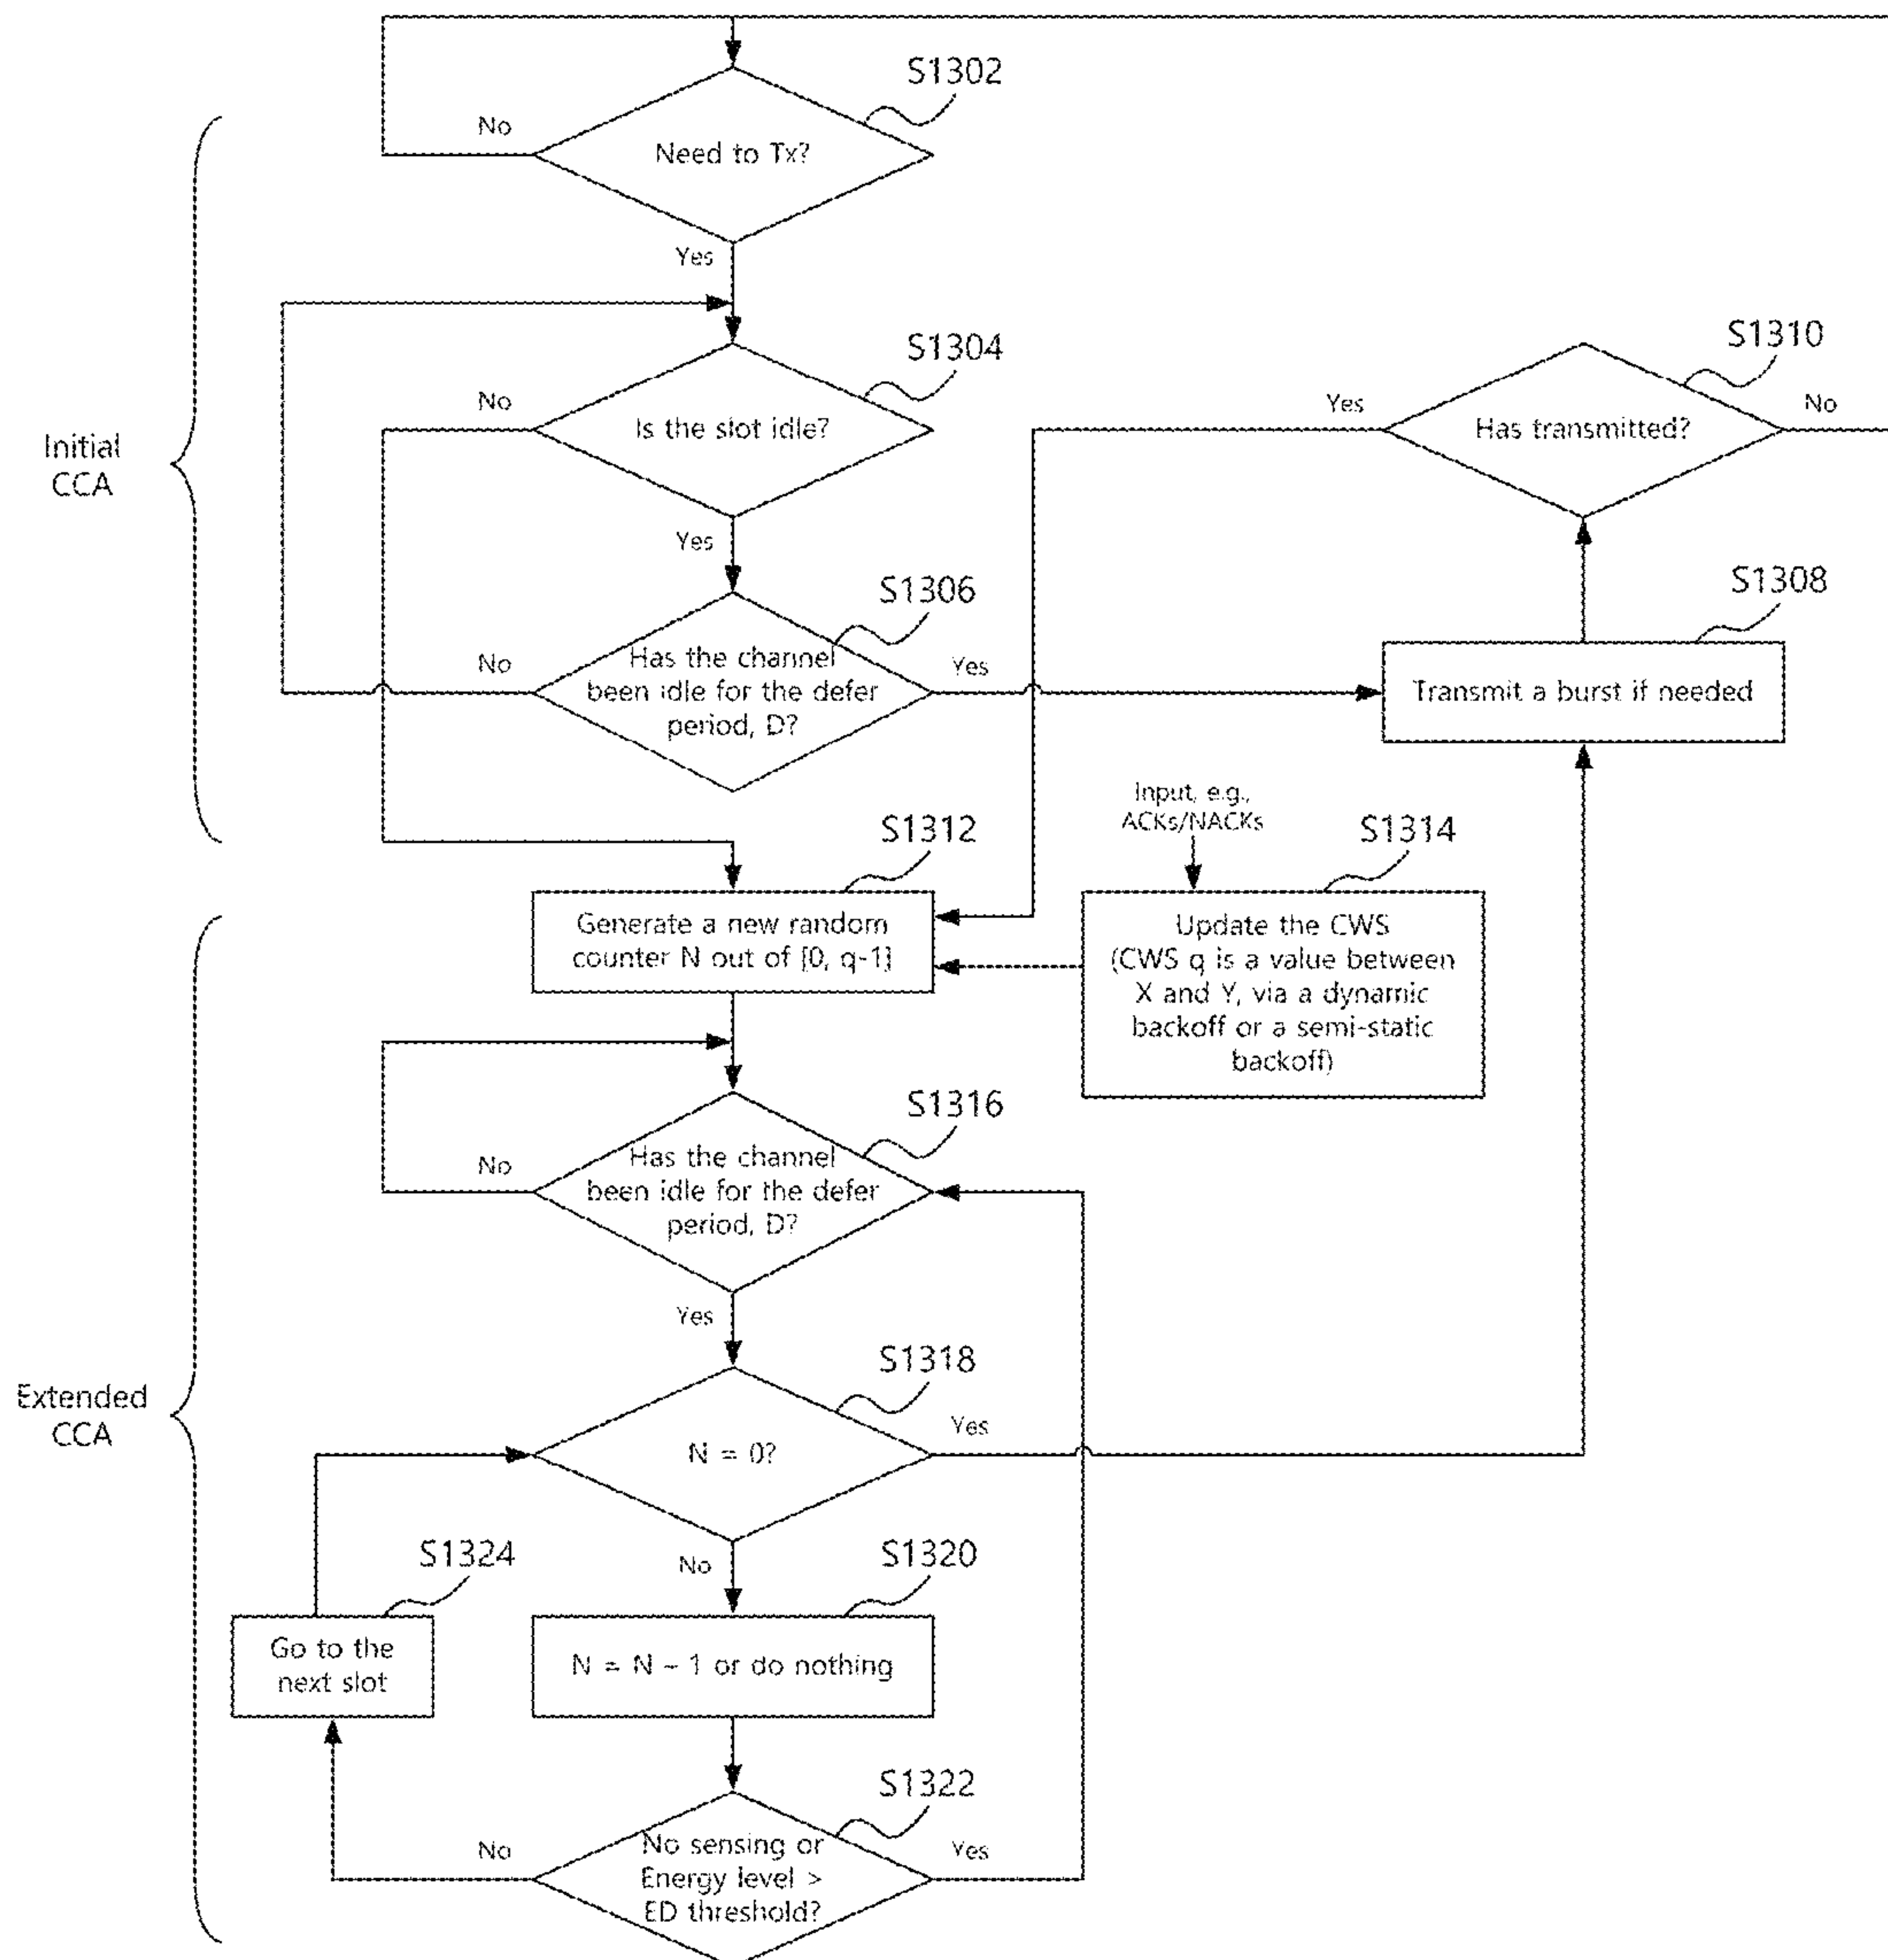 S1302
No
Need to Tx?
Yes
S1304
No
Is the slot idle?
Yes
S1310
Yes
Has transmitted?
No
Initial
CCA
S1306
No
Has the channel
been idle for the defer
period, D?
Yes
S1308
Transmit a burst if needed
S1312
Generate a new random
counter N out of [0, q-1]
Input, e.g.,
ACKs/NACKs
S1314
Update the CWS
(CWS q is a value between
X and Y, via a dynamic
backoff or a semi-static
backoff)
S1316
No
Has the channel
been idle for the defer
period, D?
Yes
Extended
CCA
S1318
N = 0?
Yes
No
S1324
Go to the
next slot
S1320
N = N - 1 or do nothing
S1322
No
No sensing or
Energy level >
ED threshold?
Yes